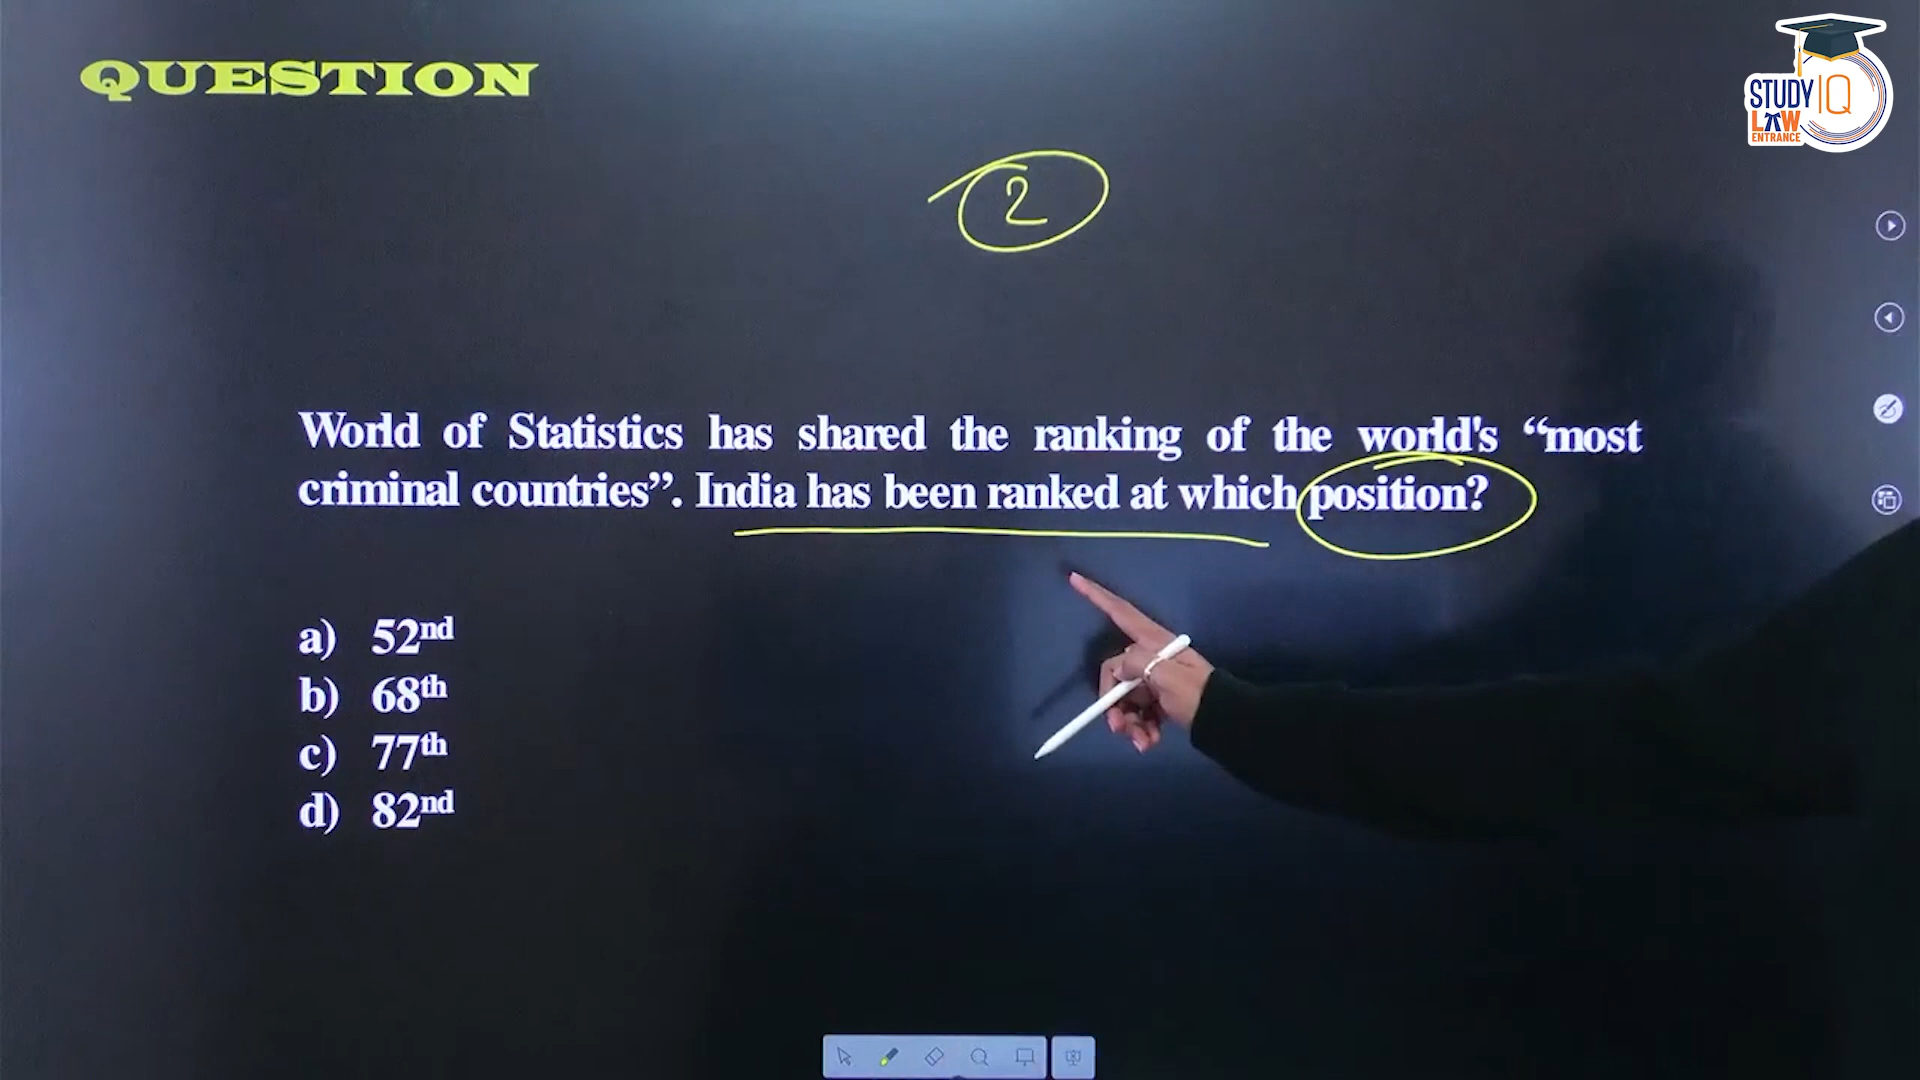 QUESTION
STUDY IQ
LAW
ENTRANCE
2
World of Statistics has shared the ranking of the world's “most
criminal countries”. India has been ranked at which position?
a) 52nd
b) 68th
c) 77th
d) 82nd